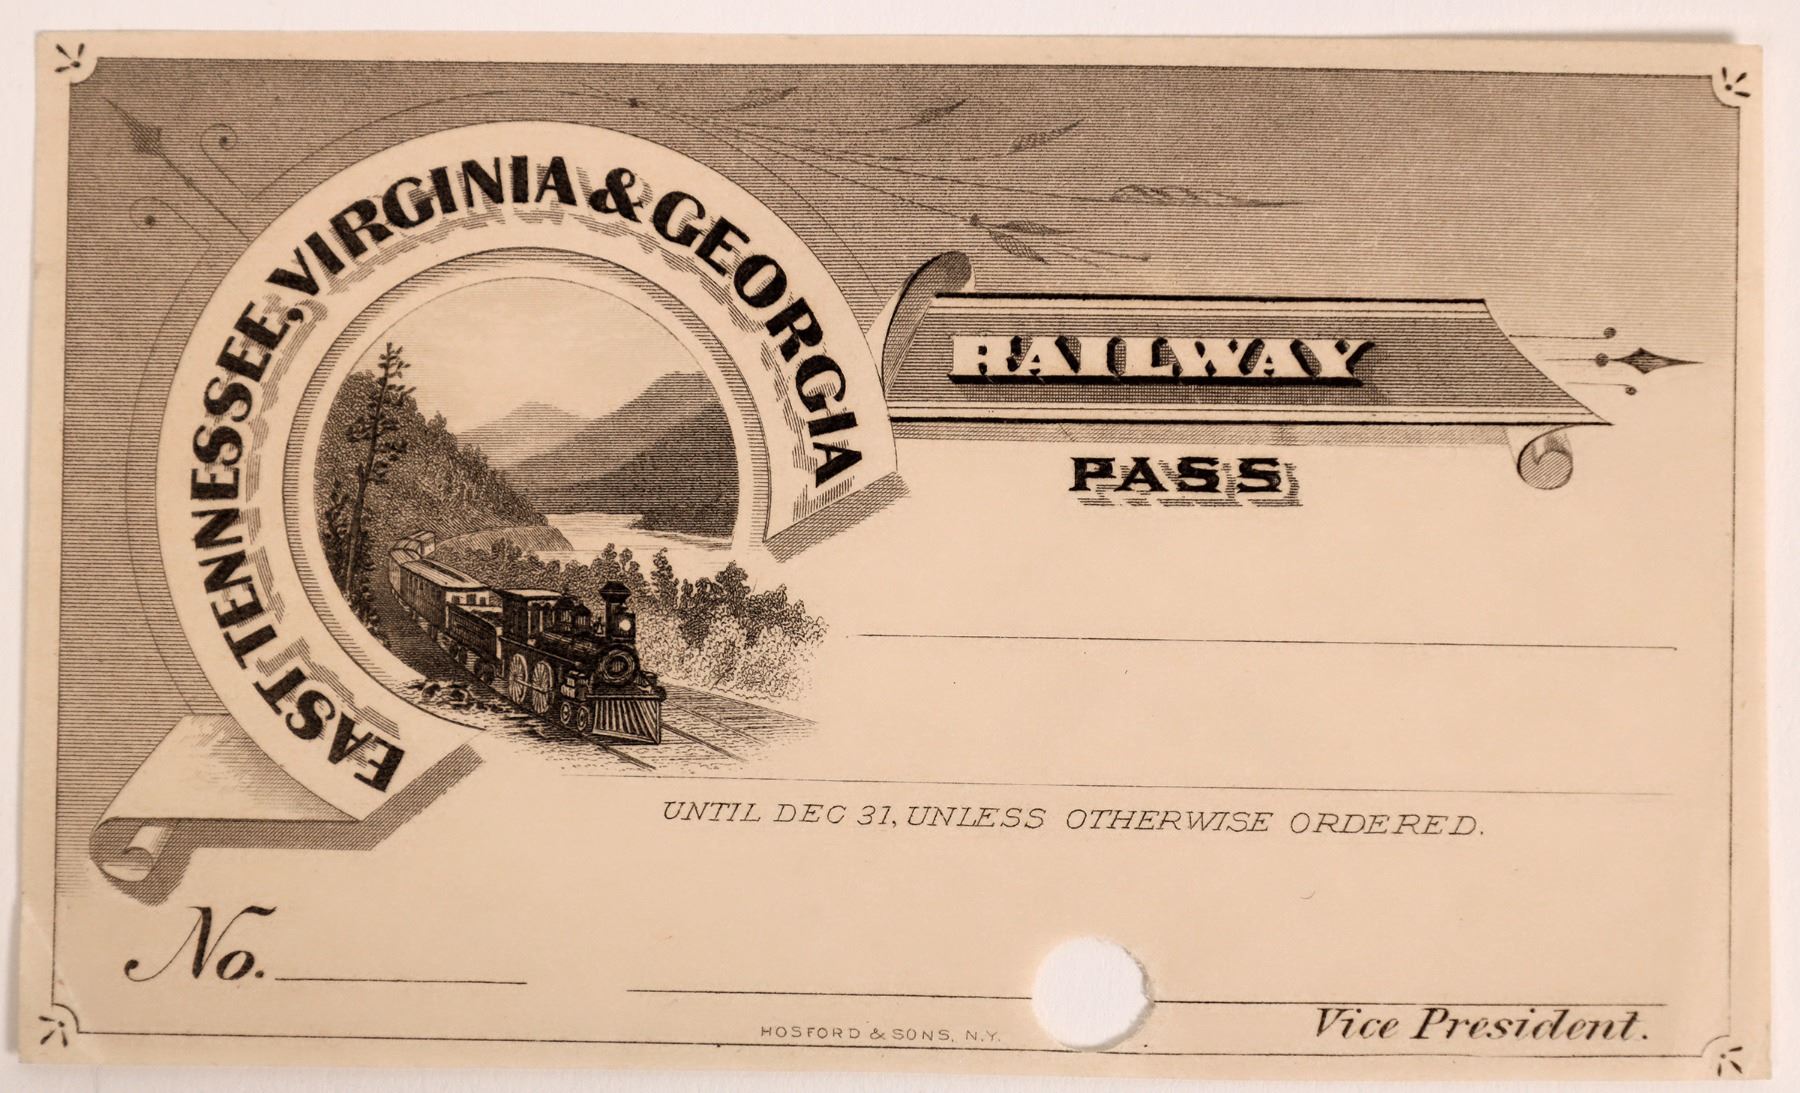 EAST TENNESSEE, VIRGINIA & GEORGIA
RAILWAY
PASS
UNTIL DEC 31, UNLESS OTHERWISE ORDERED.
No.
Vice President.
HOSFORD & SONS, N.Y.